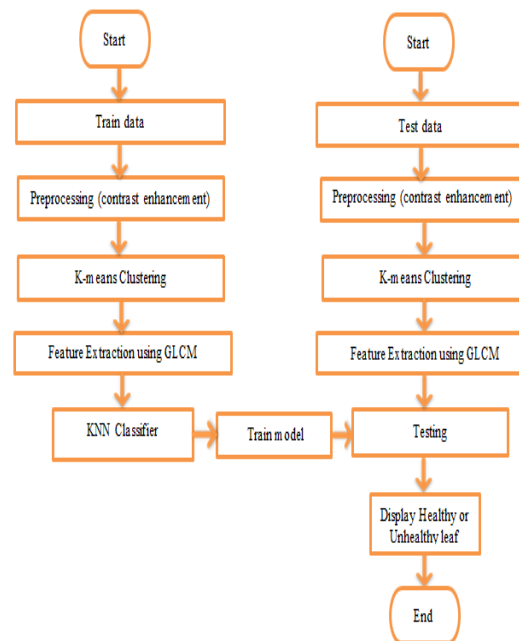 Start
Train data
Preprocessing (contrast enhancement)
K-means Clustering
Feature Extraction using GLCM
KNN Classifier
Train model
Start
Test data
Preprocessing (contrast enhancement)
K-means Clustering
Feature Extraction using GLCM
Testing
Display Healthy or
Unhealthy leaf
End